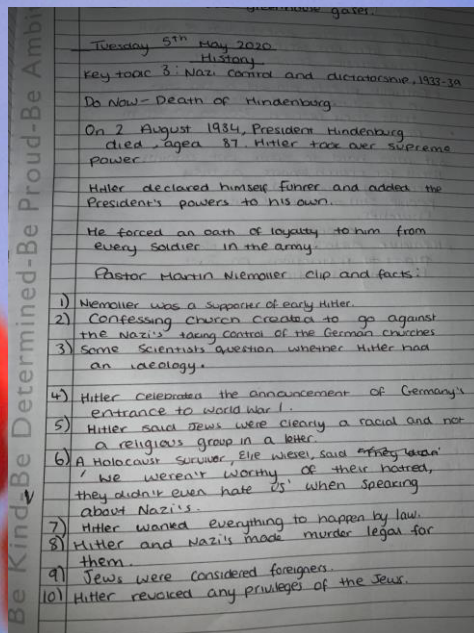 greenhouse gases.
Tuesday 5th May 2020
History
Key topic 3: Nazi control and dictatorship, 1933-39
Do Now - Death of Hindenburg.
On 2 August 1934, President Hindenburg
died, aged 87. Hitler took over supreme
power.
Hitler declared himself Führer and added the
President's powers to his own.
He forced an oath of loyalty to him from
every soldier in the army.
Pastor Martin Niemoller clip and facts:
1) Niemoller was a supporter of early Hitler.
2) Confessing church created to go against
the Nazi's taking control of the German churches
3) Some scientists question whether Hitler had
an ideology.
4) Hitler celebrated the announcement of Germany's
entrance to World War 1.
5) Hitler said Jews were clearly a racial and not
a religious group in a letter.
6) A Holocaust survivor, Elie Wiesel, said
'We weren't worthy of their hatred,
they didn't even hate us' when speaking
about Nazi's.
7) Hitler wanted everything to happen by law.
8) Hitler and Nazi's made murder legal for
them.
9) Jews were considered foreigners.
10) Hitler revoked any privileges of the Jews.
Be Kind-Be Determined-Be Proud-Be Ambi